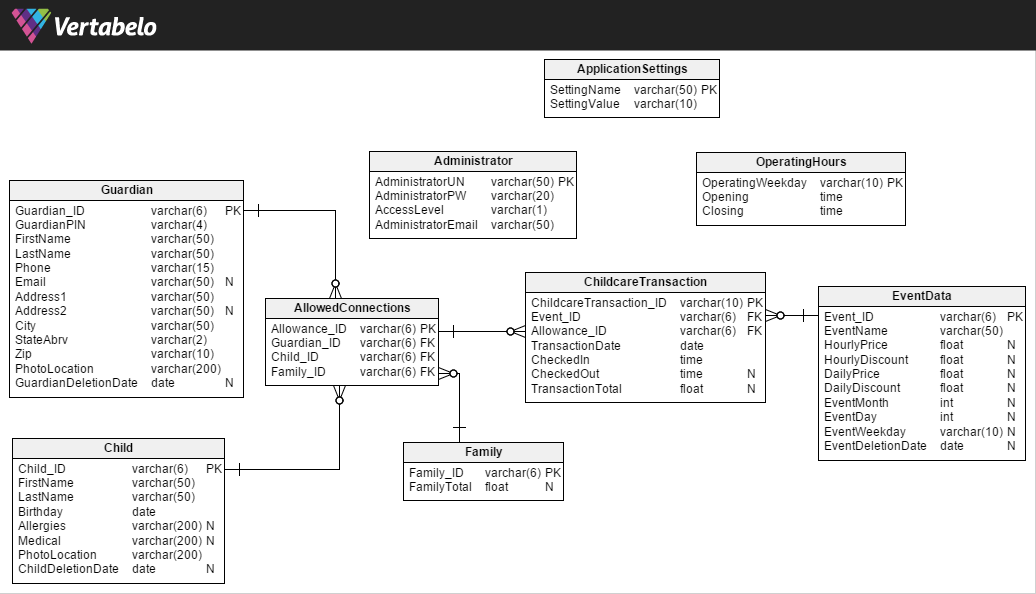 Vertabelo
ApplicationSettings
SettingName varchar(50) PK
SettingValue varchar(10)
Administrator
AdministratorUN varchar(50) PK
AdministratorPW varchar(20)
AccessLevel varchar(1)
AdministratorEmail varchar(50)
OperatingHours
OperatingWeekday varchar(10) PK
Opening time
Closing time
Guardian
Guardian_ID varchar(6) PK
GuardianPIN varchar(4)
FirstName varchar(50)
LastName varchar(50)
Phone varchar(15)
Email varchar(50) N
Address1 varchar(50)
Address2 varchar(50) N
City varchar(50)
StateAbrv varchar(2)
Zip varchar(10)
PhotoLocation varchar(200)
GuardianDeletionDate date N
AllowedConnections
Allowance_ID varchar(6) PK
Guardian_ID varchar(6) FK
Child_ID varchar(6) FK
Family_ID varchar(6) FK
ChildcareTransaction
ChildcareTransaction_ID varchar(10) PK
Event_ID varchar(6) FK
Allowance_ID varchar(6) FK
TransactionDate date
CheckedIn time
CheckedOut time N
TransactionTotal float N
EventData
Event_ID varchar(6) PK
EventName varchar(50)
HourlyPrice float N
HourlyDiscount float N
DailyPrice float N
DailyDiscount float N
EventMonth int N
EventDay int N
EventWeekday varchar(10) N
EventDeletionDate date N
Child
Child_ID varchar(6) PK
FirstName varchar(50)
LastName varchar(50)
Birthday date
Allergies varchar(200) N
Medical varchar(200) N
PhotoLocation varchar(200)
ChildDeletionDate date N
Family
Family_ID varchar(6) PK
FamilyTotal float N